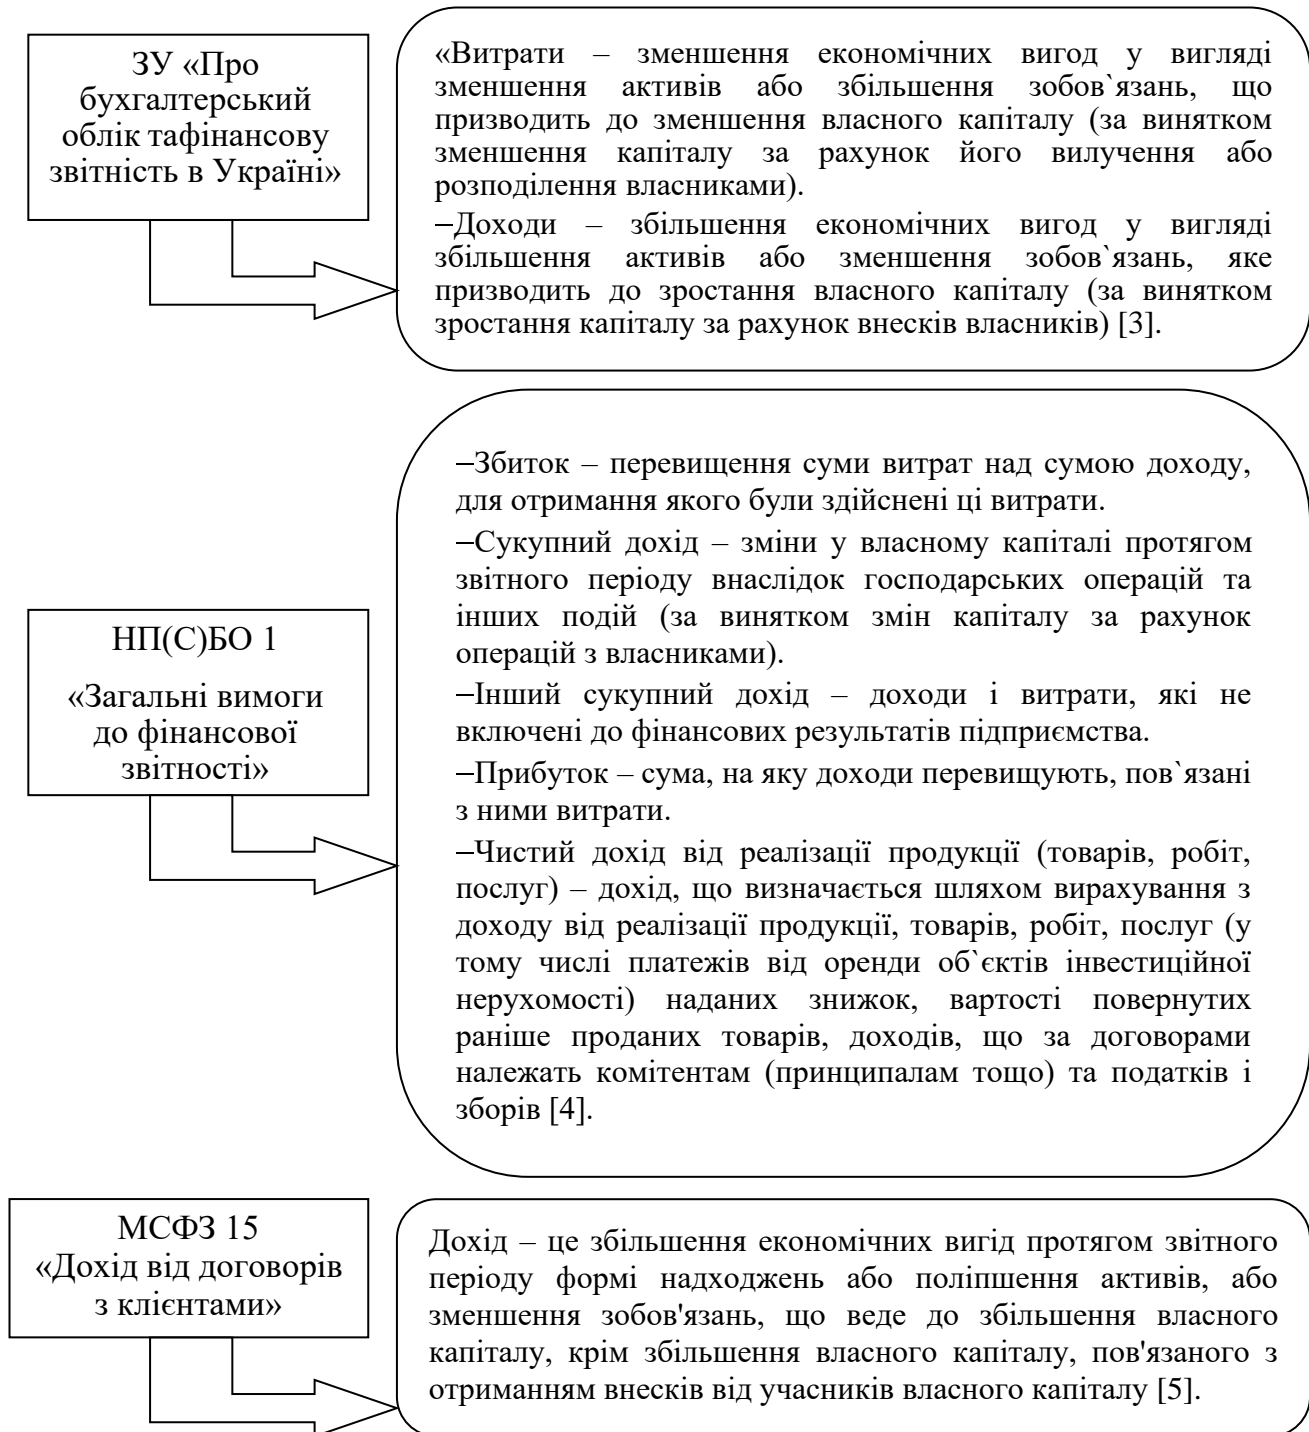 ЗУ «Про
бухгалтерський
облік тафінансову
звітність в Україні»
«Витрати – зменшення економічних вигод у вигляді
зменшення активів або збільшення зобов`язань, що
призводить до зменшення власного капіталу (за винятком
зменшення капіталу за рахунок його вилучення або
розподілення власниками).
–Доходи – збільшення економічних вигод у вигляді
збільшення активів або зменшення зобов`язань, яке
призводить до зростання власного капіталу (за винятком
зростання капіталу за рахунок внесків власників) [3].
НП(С)БО 1
«Загальні вимоги
до фінансової
звітності»
–Збиток – перевищення суми витрат над сумою доходу,
для отримання якого були здійснені ці витрати.
–Сукупний дохід – зміни у власному капіталі протягом
звітного періоду внаслідок господарських операцій та
інших подій (за винятком змін капіталу за рахунок
операцій з власниками).
–Інший сукупний дохід – доходи і витрати, які не
включені до фінансових результатів підприємства.
–Прибуток – сума, на яку доходи перевищують, пов`язані
з ними витрати.
–Чистий дохід від реалізації продукції (товарів, робіт,
послуг) – дохід, що визначається шляхом вирахування з
доходу від реалізації продукції, товарів, робіт, послуг (у
тому числі платежів від оренди об`єктів інвестиційної
нерухомості) наданих знижок, вартості повернутих
раніше проданих товарів, доходів, що за договорами
належать комітентам (принципалам тощо) та податків і
зборів [4].
МСФЗ 15
«Дохід від договорів
з клієнтами»
Дохід – це збільшення економічних вигід протягом звітного
періоду формі надходжень або поліпшення активів, або
зменшення зобов'язань, що веде до збільшення власного
капіталу, крім збільшення власного капіталу, пов'язаного з
отриманням внесків від учасників власного капіталу [5].